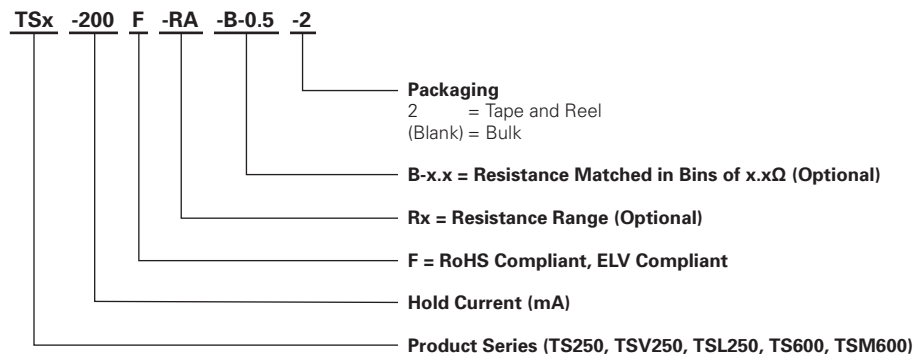 TSx -200 F -RA -B-0.5 -2
Packaging
2 = Tape and Reel
(Blank) = Bulk
B-x.x = Resistance Matched in Bins of x.xΩ (Optional)
Rx = Resistance Range (Optional)
F = RoHS Compliant, ELV Compliant
Hold Current (mA)
Product Series (TS250, TSV250, TSL250, TS600, TSM600)